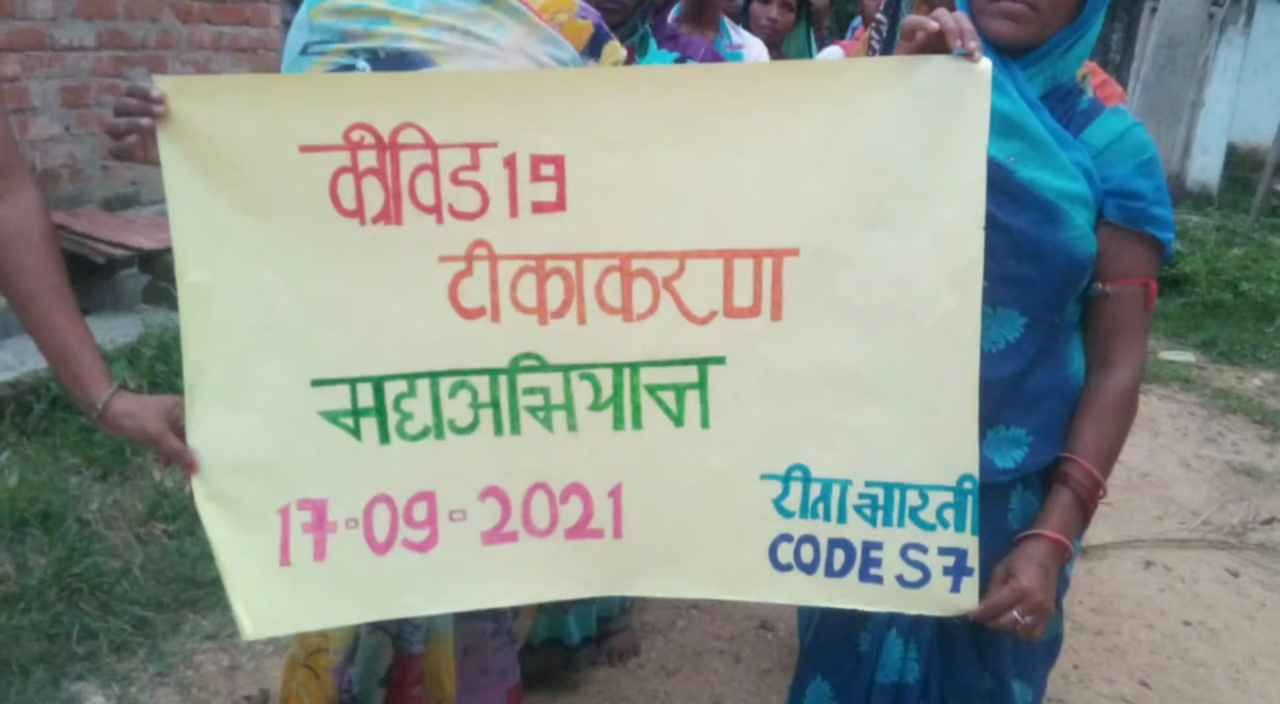 कोविड 19
टीकाकरण
महाअभियान
17-09-2021
रीता भारती
CODE S7